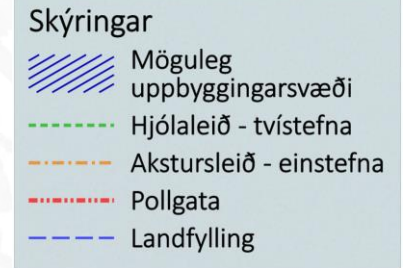 Skýringar
Möguleg
uppbyggingarsvæði
Hjólaleið - tvístefna
Akstursleið - einstefna
Pollgata
Landfylling